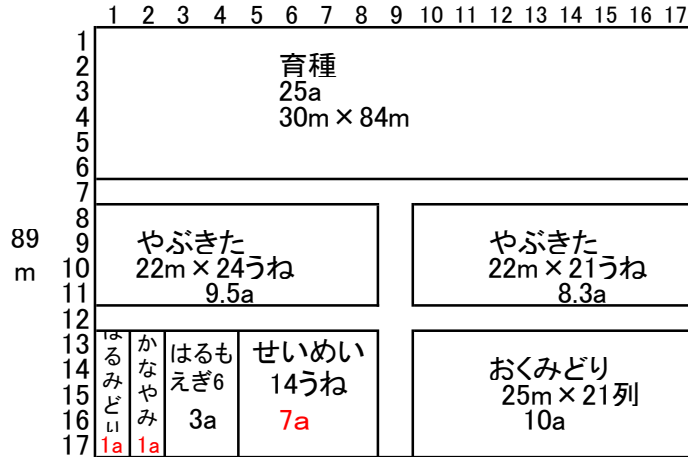 1 2 3 4 5 6 7 8 9 10 11 12 13 14 15 16 17
1
2
3
4
5
6
7
8
9
10
11
12
13
14
15
16
17
89
m
育種
25a
30m×84m
やぶきた
22m×24うね
9.5a
やぶきた
22m×21うね
8.3a
はるみどり
1a
かなやみ
1a
はるも
えぎ6
3a
せいめい
14うね
7a
おくみどり
25m×21列
10a